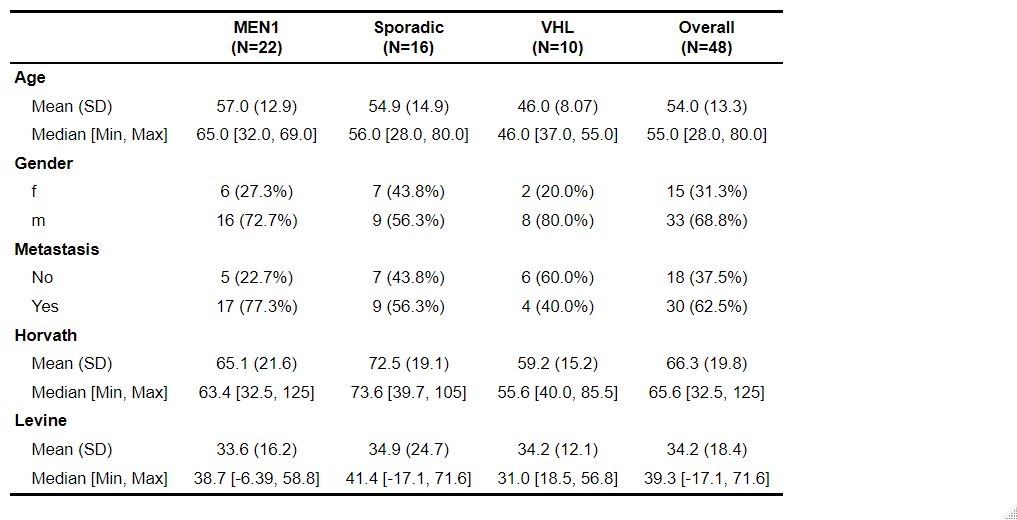 MEN1 Sporadic VHL Overall
(N=22) (N=16) (N=10) (N=48)
Age
Mean (SD) 57.0 (12.9) 54.9 (14.9) 46.0 (8.07) 54.0 (13.3)
Median [Min, Max] 65.0 [32.0, 69.0] 56.0 [28.0, 80.0] 46.0 [37.0, 55.0] 55.0 [28.0, 80.0]
Gender
f 6 (27.3%) 7 (43.8%) 2 (20.0%) 15 (31.3%)
m 16 (72.7%) 9 (56.3%) 8 (80.0%) 33 (68.8%)
Metastasis
No 5 (22.7%) 7 (43.8%) 6 (60.0%) 18 (37.5%)
Yes 17 (77.3%) 9 (56.3%) 4 (40.0%) 30 (62.5%)
Horvath
Mean (SD) 65.1 (21.6) 72.5 (19.1) 59.2 (15.2) 66.3 (19.8)
Median [Min, Max] 63.4 [32.5, 125] 73.6 [39.7, 105] 55.6 [40.0, 85.5] 65.6 [32.5, 125]
Levine
Mean (SD) 33.6 (16.2) 34.9 (24.7) 34.2 (12.1) 34.2 (18.4)
Median [Min, Max] 38.7 [-6.39, 58.8] 41.4 [-17.1, 71.6] 31.0 [18.5, 56.8] 39.3 [-17.1, 71.6]